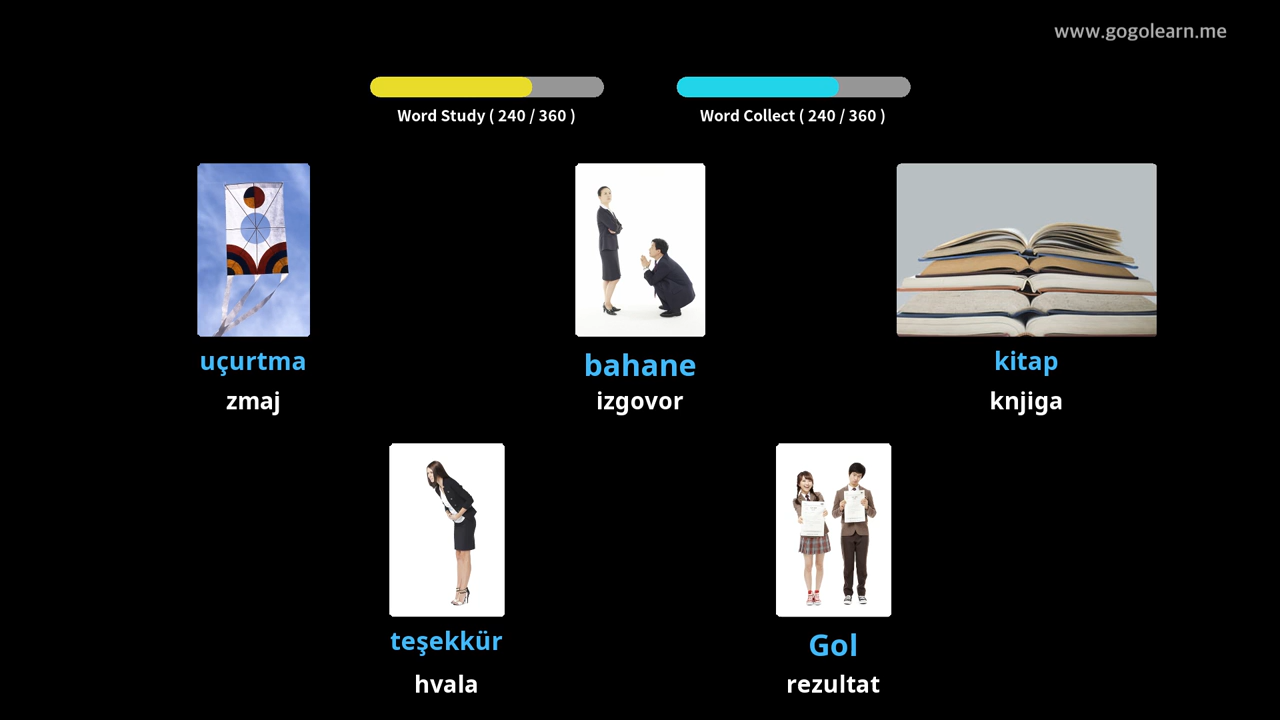 www.gogolearn.me
Word Study ( 240 / 360 )
Word Collect ( 240 / 360 )
uçurtma
zmaj
bahane
izgovor
kitap
knjiga
teşekkür
hvala
Gol
rezultat